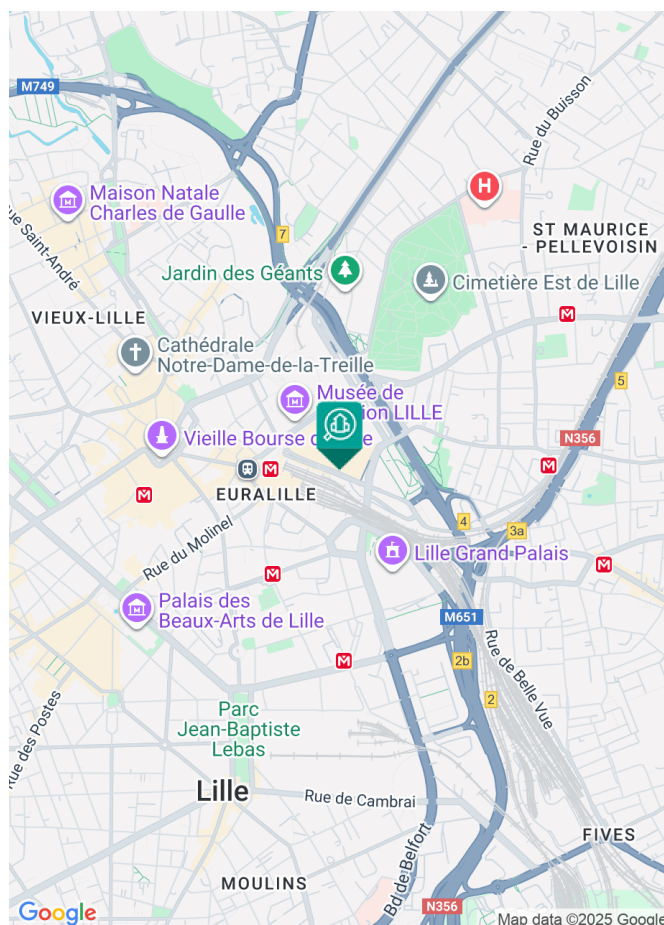 M749
Rue du Buisson
Maison Natale
Charles de Gaulle
H
Rue Saint-André
7
ST MAURICE
- PELLEVOISIN
Jardin des Géants
Cimetière Est de Lille
VIEUX-LILLE
M
Cathédrale
Notre-Dame-de-la-Treille
5
Musée de
ion LILLE
Vieille Bourse d
N356
M
M
EURALILLE
M
4
3a
Rue du Molinel
Lille Grand Palais
M
M
Palais des
Beaux-Arts de Lille
M651
M
2b
Rue de Belle Vue
Rue des Postes
2
Parc
Jean-Baptiste
Lebas
Lille
Rue de Cambrai
Bd de Belfort
FIVES
MOULINS
N356
Google
Map data ©2025 Google